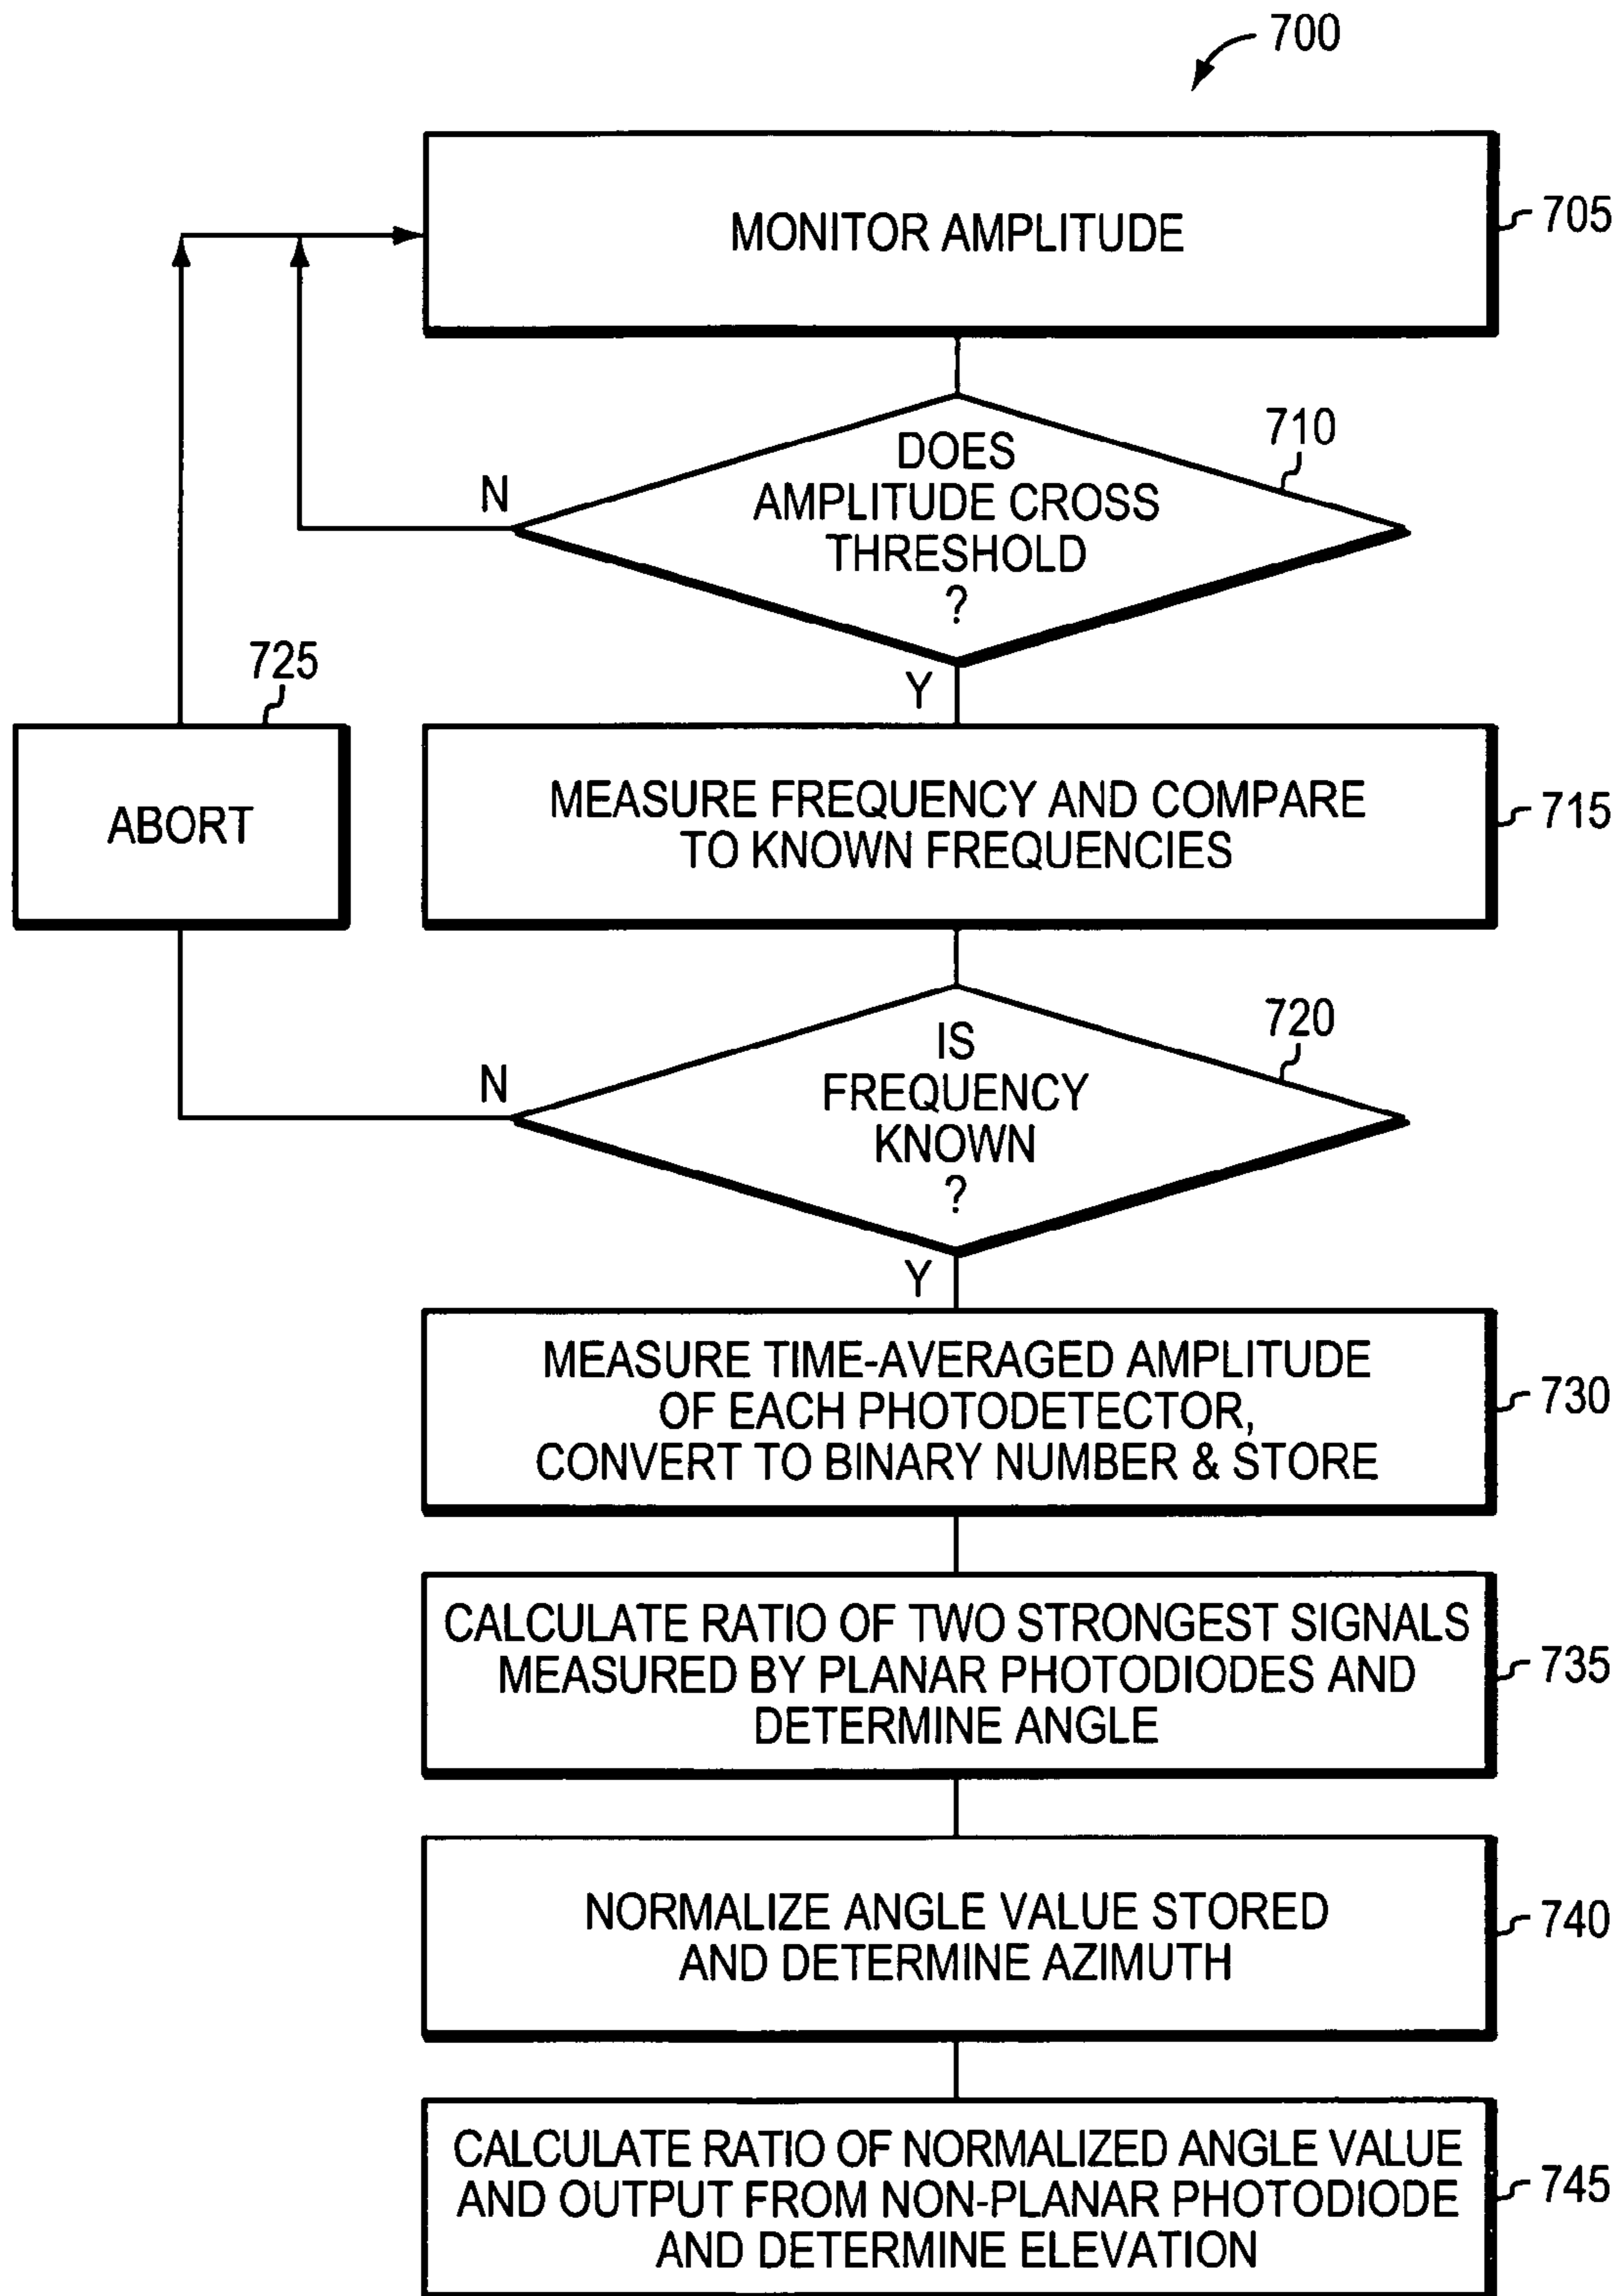 700
MONITOR AMPLITUDE
705
DOES
AMPLITUDE CROSS
THRESHOLD
?
710
N
Y
725
ABORT
MEASURE FREQUENCY AND COMPARE
TO KNOWN FREQUENCIES
715
IS
FREQUENCY
KNOWN
?
720
N
Y
MEASURE TIME-AVERAGED AMPLITUDE
OF EACH PHOTODETECTOR,
CONVERT TO BINARY NUMBER & STORE
730
CALCULATE RATIO OF TWO STRONGEST SIGNALS
MEASURED BY PLANAR PHOTODIODES AND
DETERMINE ANGLE
735
NORMALIZE ANGLE VALUE STORED
AND DETERMINE AZIMUTH
740
CALCULATE RATIO OF NORMALIZED ANGLE VALUE
AND OUTPUT FROM NON-PLANAR PHOTODIODE
AND DETERMINE ELEVATION
745